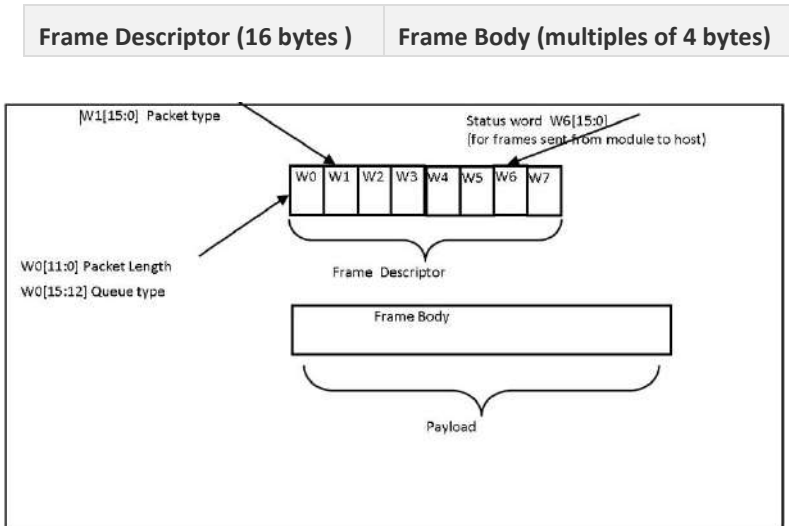 Frame Descriptor (16 bytes ) Frame Body (multiples of 4 bytes)
W1[15:0] Packet type
Status word W6[15:0]
(for frames sent from module to host)
W0 W1 W2 W3 W4 W5 W6 W7
W0[11:0] Packet Length
W0[15:12] Queue type
Frame Descriptor
Frame Body
Payload